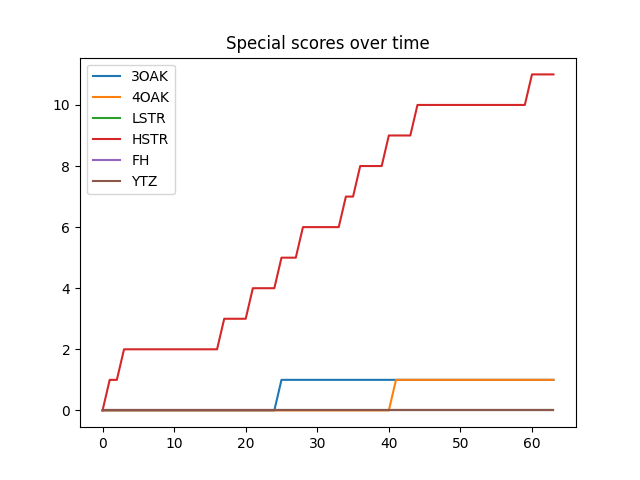 Special scores over time
3OAK
4OAK
LSTR
HSTR
FH
YTZ
10
8
6
4
2
0
0 10 20 30 40 50 60